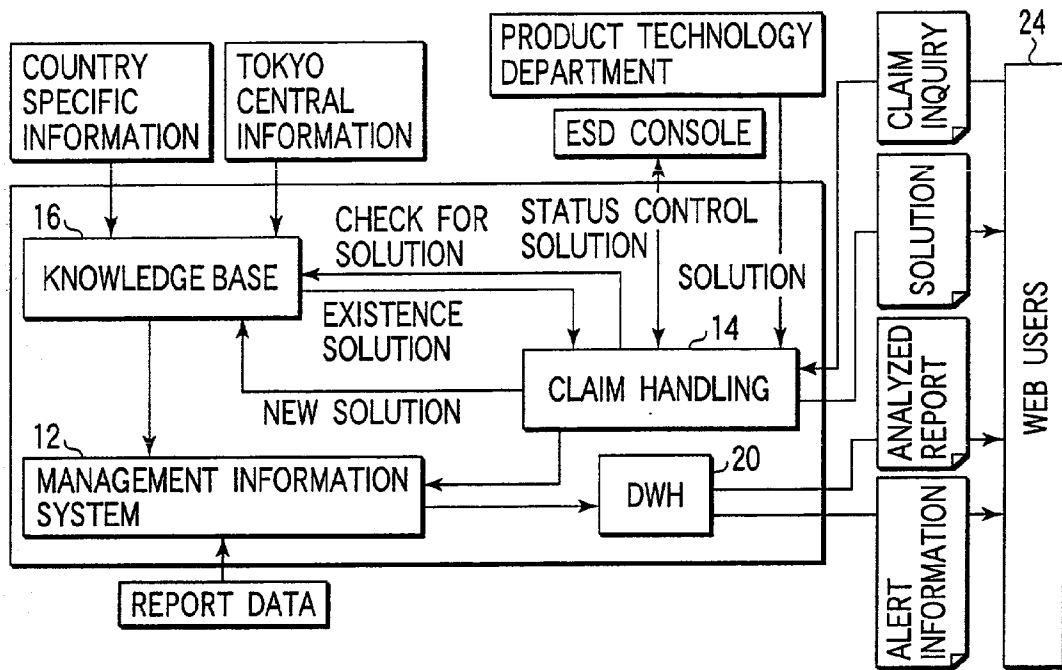 COUNTRY
SPECIFIC
INFORMATION
TOKYO
CENTRAL
INFORMATION
PRODUCT TECHNOLOGY
DEPARTMENT
ESD CONSOLE
CLAIM
INQUIRY
24
16
KNOWLEDGE BASE
CHECK FOR
SOLUTION
STATUS CONTROL
SOLUTION
SOLUTION
SOLUTION
EXISTENCE
SOLUTION
14
CLAIM HANDLING
NEW SOLUTION
ANALYZED
REPORT
WEB USERS
12
MANAGEMENT INFORMATION
SYSTEM
20
DWH
ALERT
INFORMATION
REPORT DATA